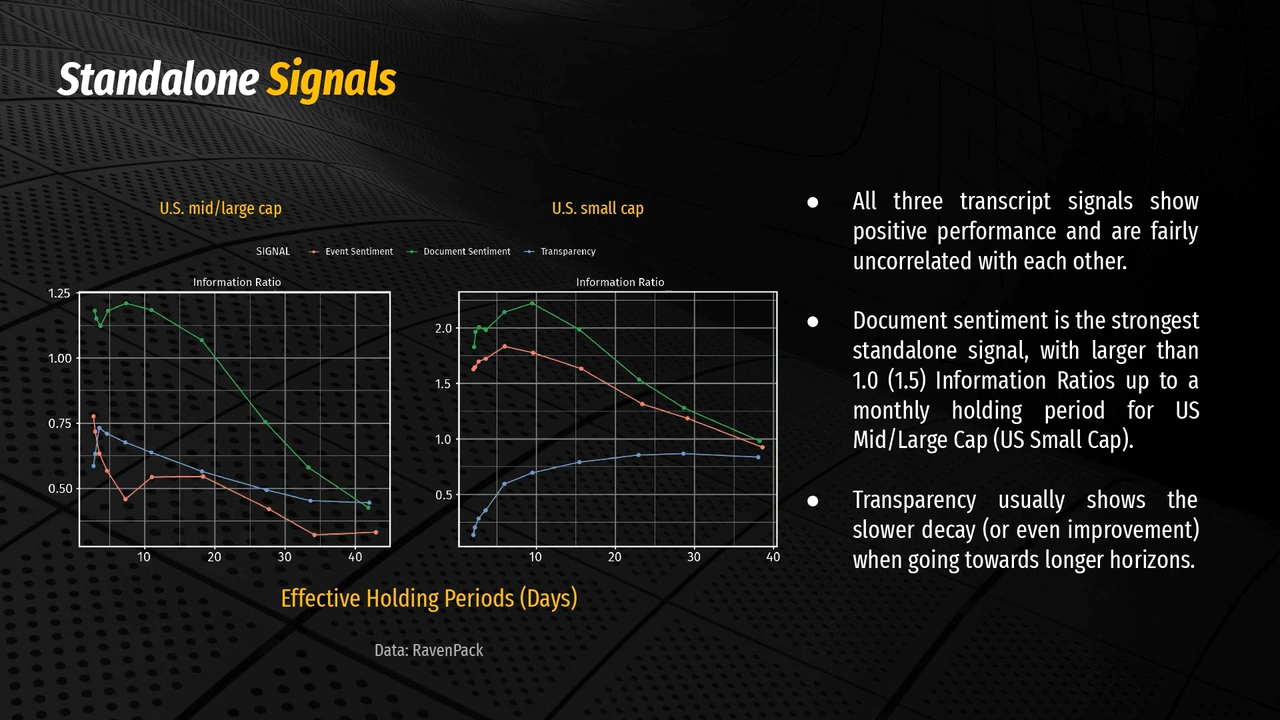 Standalone Signals
U.S. mid/large cap
U.S. small cap
SIGNAL Event Sentiment Document Sentiment Transparency
Information Ratio
1.25
1.00
0.75
0.50
10 20 30 40
Information Ratio
2.0
1.5
1.0
0.5
10 20 30 40
Effective Holding Periods (Days)
Data: RavenPack
● All three transcript signals show
positive performance and are fairly
uncorrelated with each other.
● Document sentiment is the strongest
standalone signal, with larger than
1.0 (1.5) Information Ratios up to a
monthly holding period for US
Mid/Large Cap (US Small Cap).
● Transparency usually shows the
slower decay (or even improvement)
when going towards longer horizons.